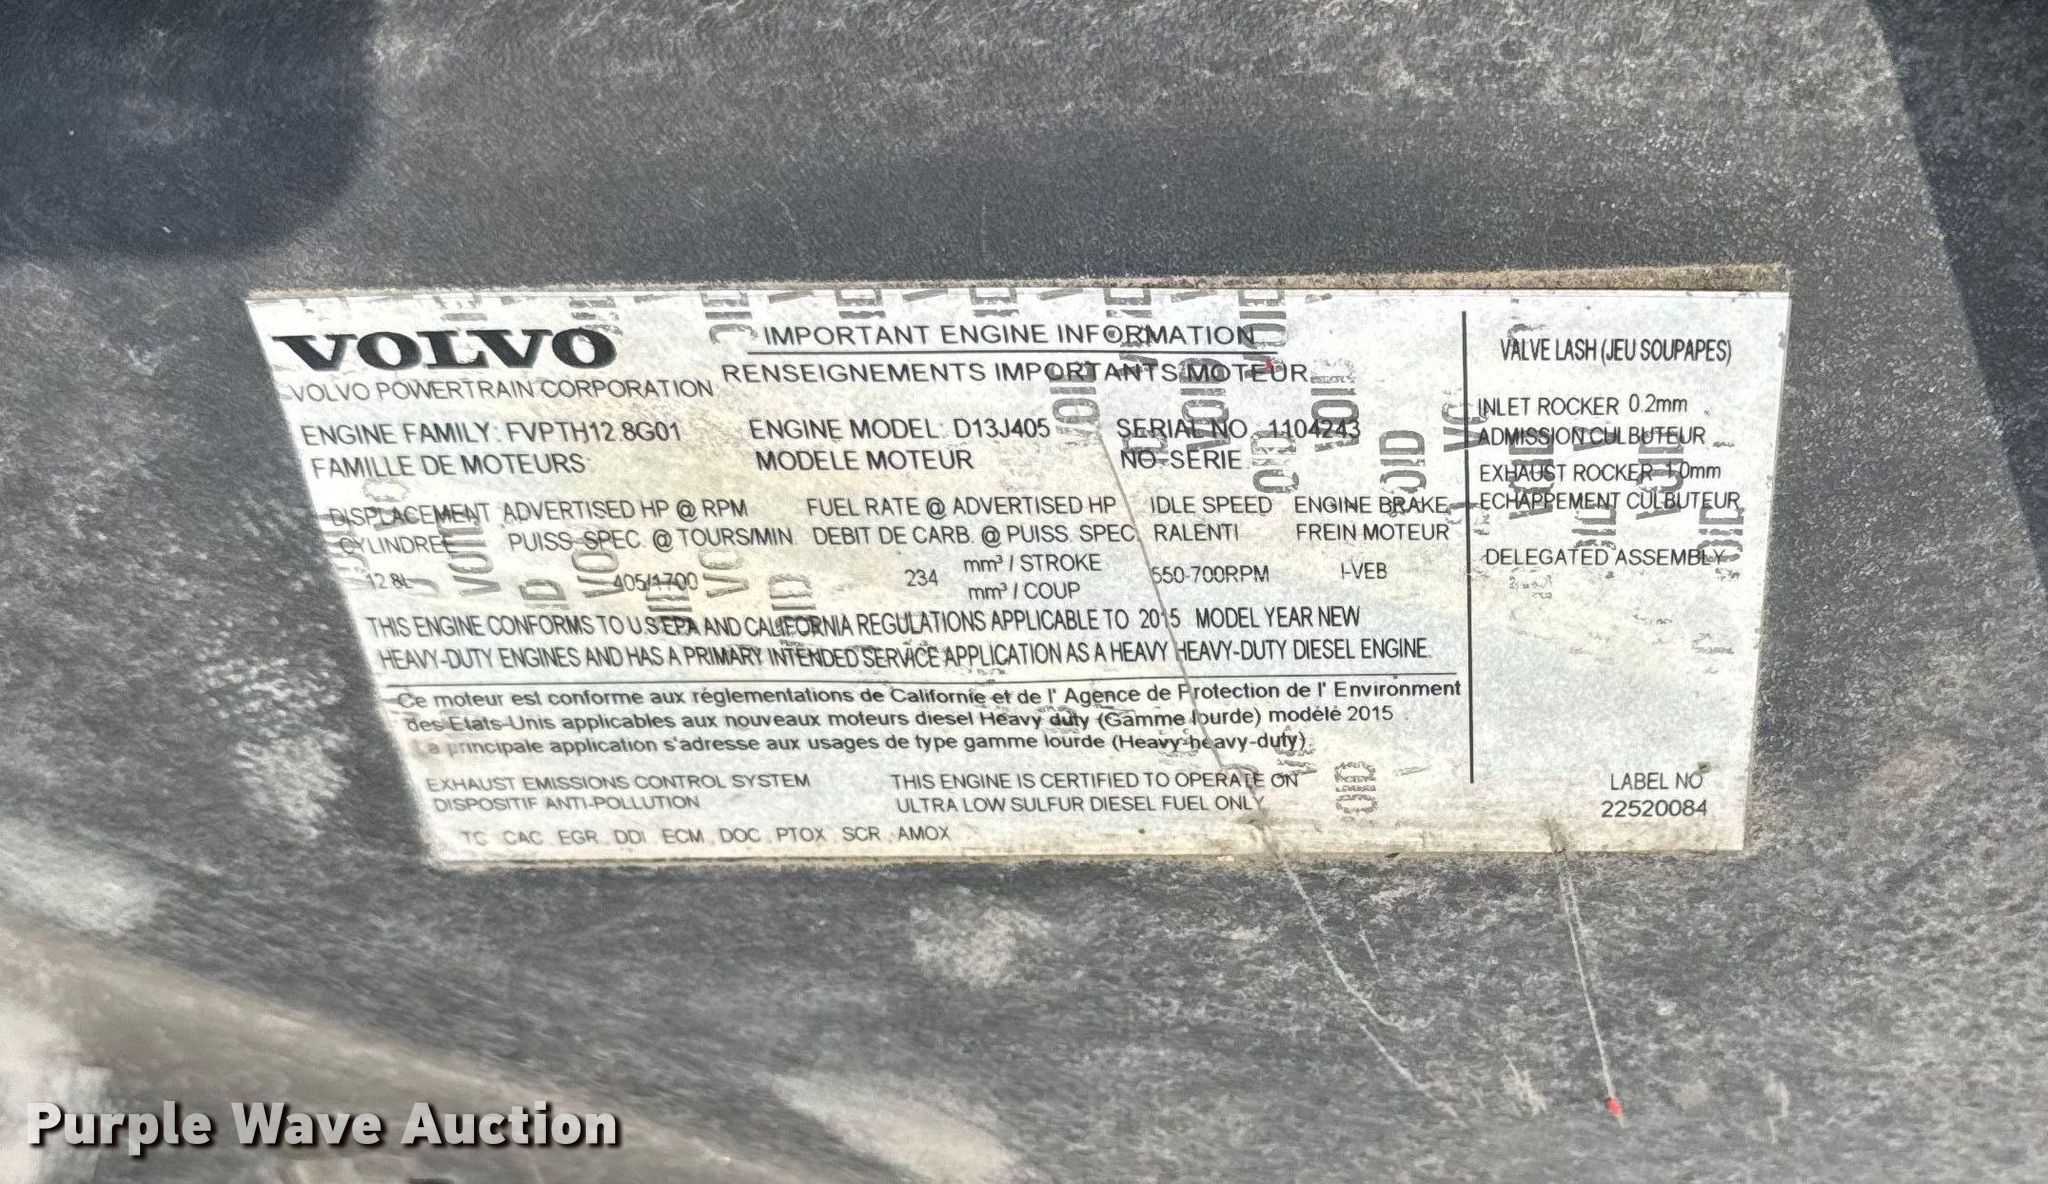 VOLVO
VOLVO POWERTRAIN CORPORATION
IMPORTANT ENGINE INFORMATION
RENSEIGNEMENTS IMPORTANTS MOTEUR
ENGINE FAMILY: FVPTH12.8G01 ENGINE MODEL: D13J405 SERIAL NO 1104243
FAMILLE DE MOTEURS: MODELE MOTEUR NO SERIE
DISPLACEMENT ADVERTISED HP @ RPM FUEL RATE @ ADVERTISED HP IDLE SPEED ENGINE BRAKE
CYLINDREE PUISS SPEC. @ TOURS/MIN DEBIT DE CARB. @ PUISS. SPEC. RALENTI FREIN MOTEUR
12.8L 405/1700 234 mm³ / STROKE 550-700RPM I-VEB
mm³ / COUP
THIS ENGINE CONFORMS TO U.S EPA AND CALIFORNIA REGULATIONS APPLICABLE TO 2015 MODEL YEAR NEW
HEAVY-DUTY ENGINES AND HAS A PRIMARY INTENDED SERVICE APPLICATION AS A HEAVY HEAVY-DUTY DIESEL ENGINE.
Ce moteur est conforme aux réglementations de Californie et de l' Agence de Protection de l' Environment
des Etats-Unis applicables aux nouveaux moteurs diesel Heavy duty (Gamme lourde) modélé 2015
La principale application s'adresse aux usages de type gamme lourde (Heavy-heavy-duty)
EXHAUST EMISSIONS CONTROL SYSTEM THIS ENGINE IS CERTIFIED TO OPERATE ON
DISPOSITIF ANTI-POLLUTION ULTRA LOW SULFUR DIESEL FUEL ONLY
TC , CAC , EGR , DDI , ECM , DOC , PTOX , SCR , AMOX
VALVE LASH (JEU SOUPAPES)
INLET ROCKER 0.2mm
ADMISSION CULBUTEUR
EXHAUST ROCKER 1.0mm
ECHAPPEMENT CULBUTEUR
DELEGATED ASSEMBLY
LABEL NO
22520084
Purple Wave Auction